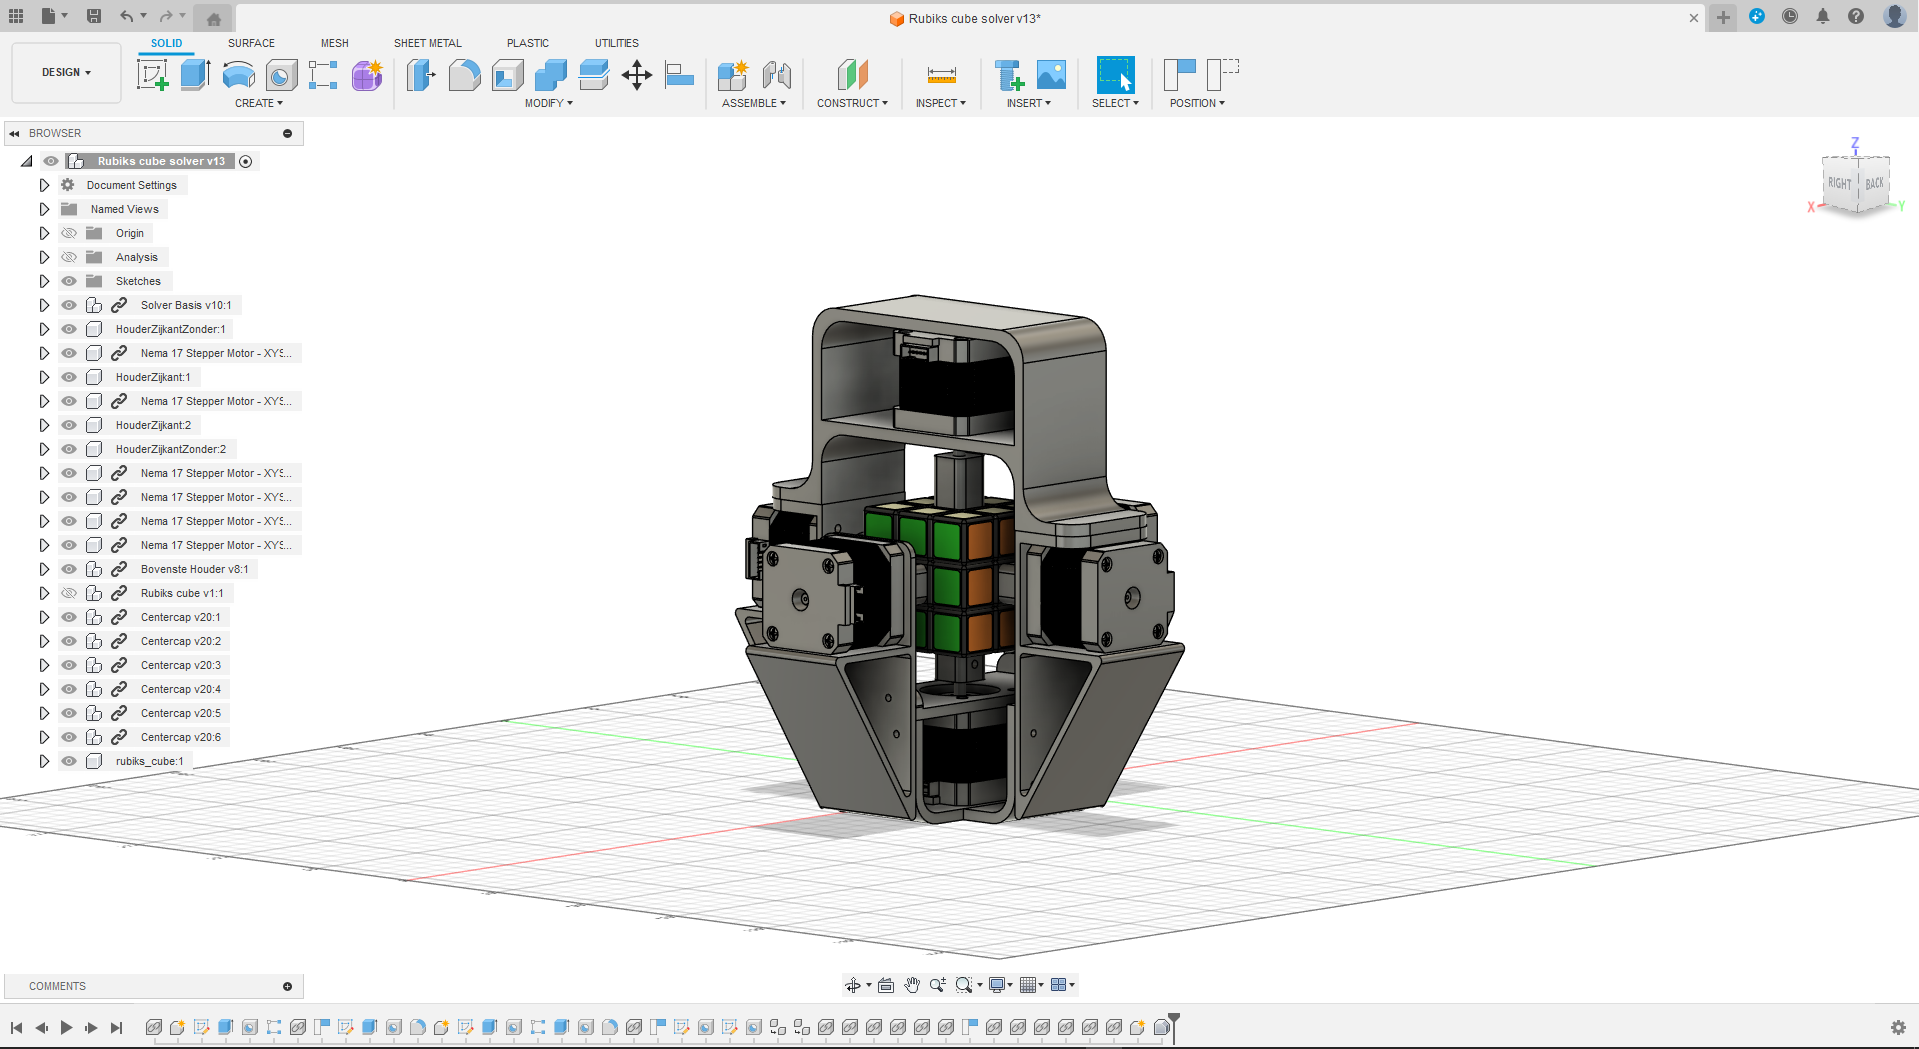 Rubiks cube solver v13*
SOLID
SURFACE
MESH
SHEET METAL
PLASTIC
UTILITIES
DESIGN
CREATE
MODIFY
ASSEMBLE
CONSTRUCT
INSPECT
INSERT
SELECT
POSITION
BROWSER
Rubiks cube solver v13
Document Settings
Named Views
Origin
Analysis
Sketches
Solver Basis v10:1
HouderZijkantZonder:1
Nema 17 Stepper Motor - XYS...
HouderZijkant:1
Nema 17 Stepper Motor - XYS...
HouderZijkant:2
HouderZijkantZonder:2
Nema 17 Stepper Motor - XYS...
Nema 17 Stepper Motor - XYS...
Nema 17 Stepper Motor - XYS...
Nema 17 Stepper Motor - XYS...
Bovenste Houder v8:1
Rubiks cube v1:1
Centercap v20:1
Centercap v20:2
Centercap v20:3
Centercap v20:4
Centercap v20:5
Centercap v20:6
rubiks_cube:1
Z
RIGHT
BACK
X
Y
COMMENTS